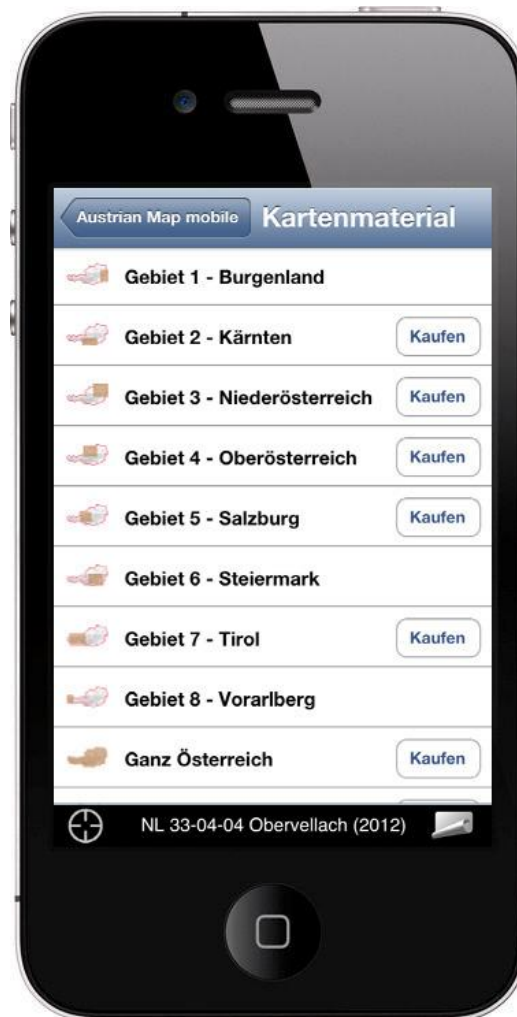 Austrian Map mobile
Kartenmaterial
Gebiet 1 - Burgenland
Gebiet 2 - Kärnten
Kaufen
Gebiet 3 - Niederösterreich
Kaufen
Gebiet 4 - Oberösterreich
Kaufen
Gebiet 5 - Salzburg
Kaufen
Gebiet 6 - Steiermark
Gebiet 7 - Tirol
Kaufen
Gebiet 8 - Vorarlberg
Ganz Österreich
Kaufen
NL 33-04-04 Obervellach (2012)